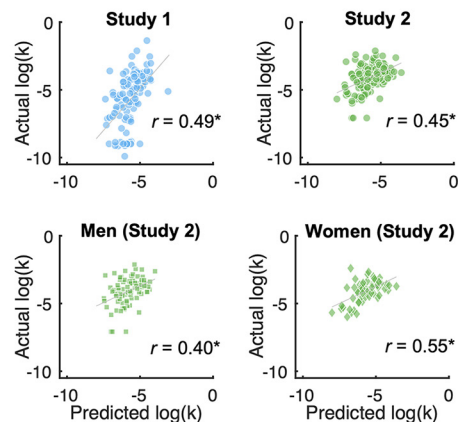 Study 1
Study 2
Actual log(k)
0
-5
-10
r = 0.49*
-10
-5
0
Actual log(k)
0
-5
-10
r = 0.45*
-10
-5
0
Men (Study 2)
Women (Study 2)
Actual log(k)
0
-5
-10
r = 0.40*
-10
-5
0
Predicted log(k)
Actual log(k)
0
-5
-10
r = 0.55*
-10
-5
0
Predicted log(k)